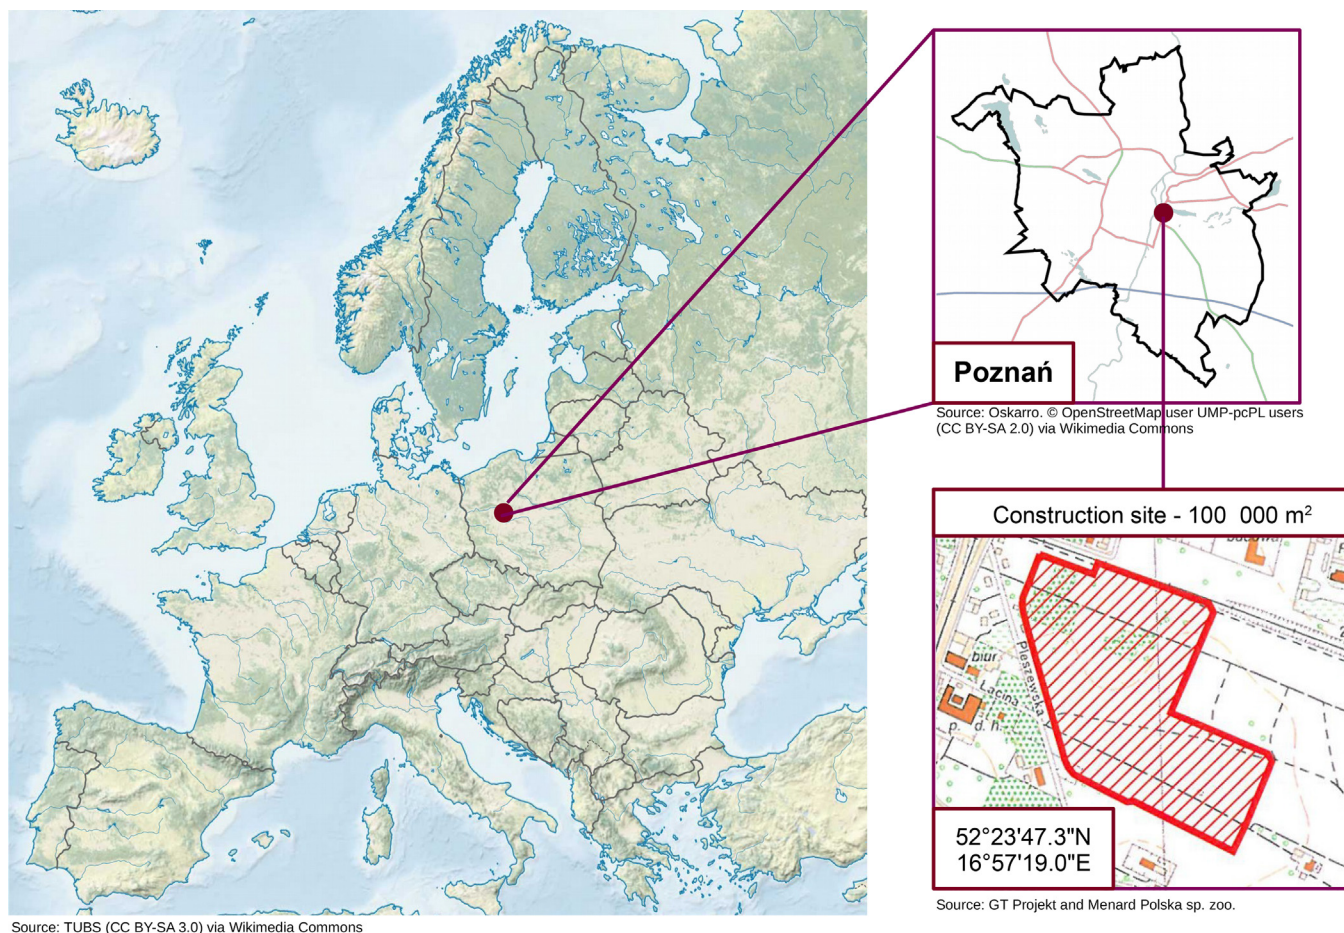 Poznań
Source: Oskarro. © OpenStreetMap user UMP-pcPL users
(CC BY-SA 2.0) via Wikimedia Commons
Construction site - 100 000 m²
biur
Łacina
p. d. h.
Pleszewska
52°23'47.3"N
16°57'19.0"E
Source: GT Projekt and Menard Polska sp. zoo.
Source: TUBS (CC BY-SA 3.0) via Wikimedia Commons